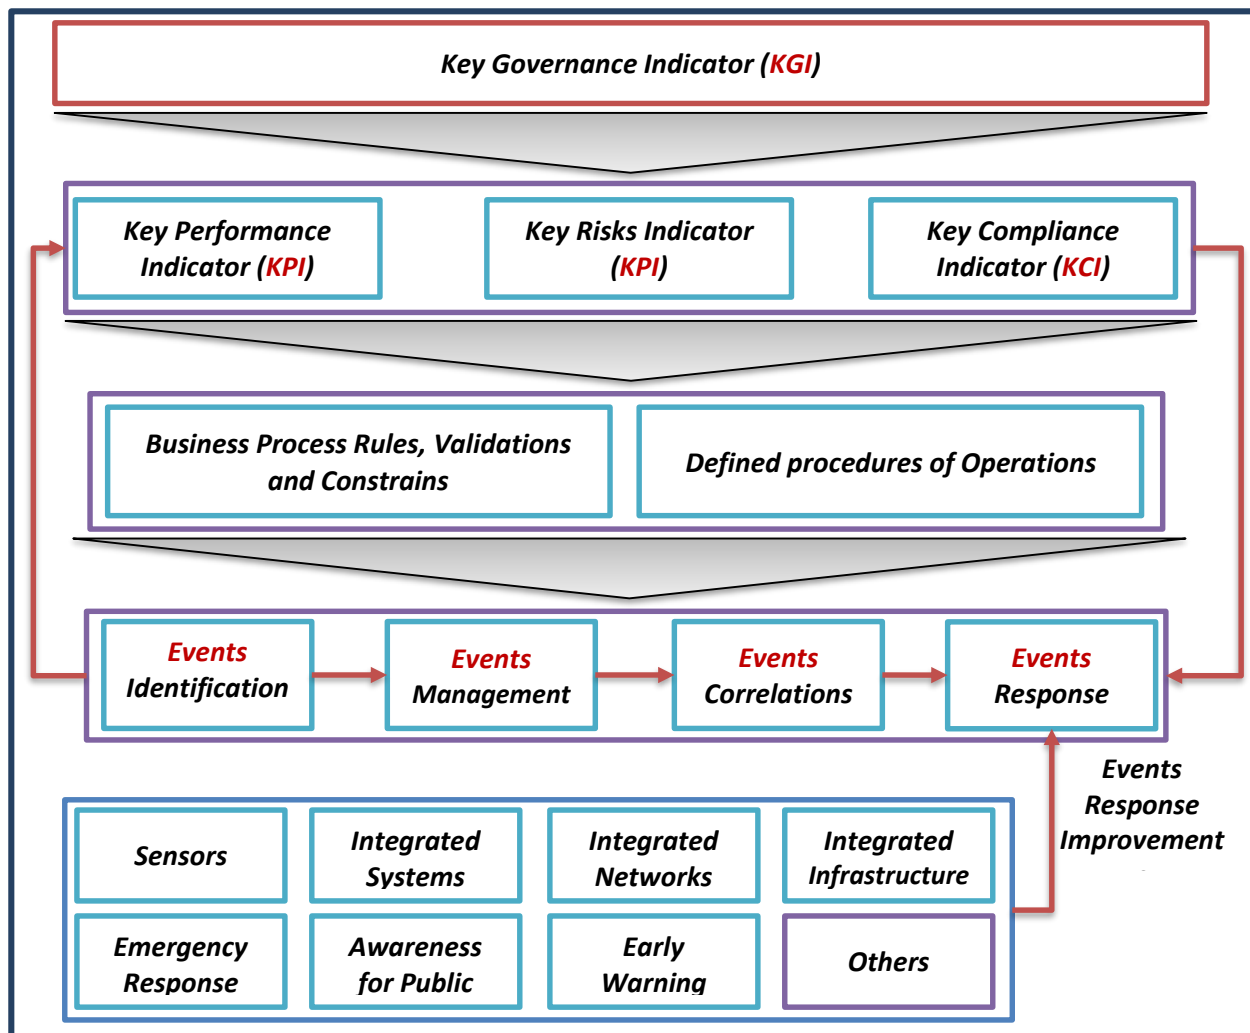 Key Governance Indicator (KGI)
Key Performance
Indicator (KPI)
Key Risks Indicator
(KPI)
Key Compliance
Indicator (KCI)
Business Process Rules, Validations
and Constrains
Defined procedures of Operations
Events
Identification
Events
Management
Events
Correlations
Events
Response
Events
Response
Improvement
Sensors
Integrated
Systems
Integrated
Networks
Integrated
Infrastructure
Emergency
Response
Awareness
for Public
Early
Warning
Others